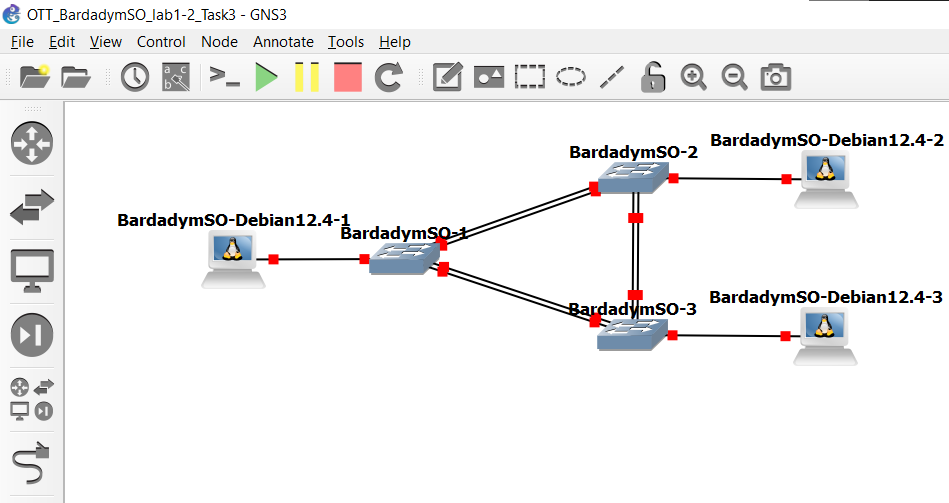 OTT_BardadymSO_lab1-2_Task3 - GNS3
File Edit View Control Node Annotate Tools Help
BardadymSO-2
BardadymSO-Debian12.4-2
BardadymSO-Debian12.4-1
BardadymSO-1
BardadymSO-3
BardadymSO-Debian12.4-3